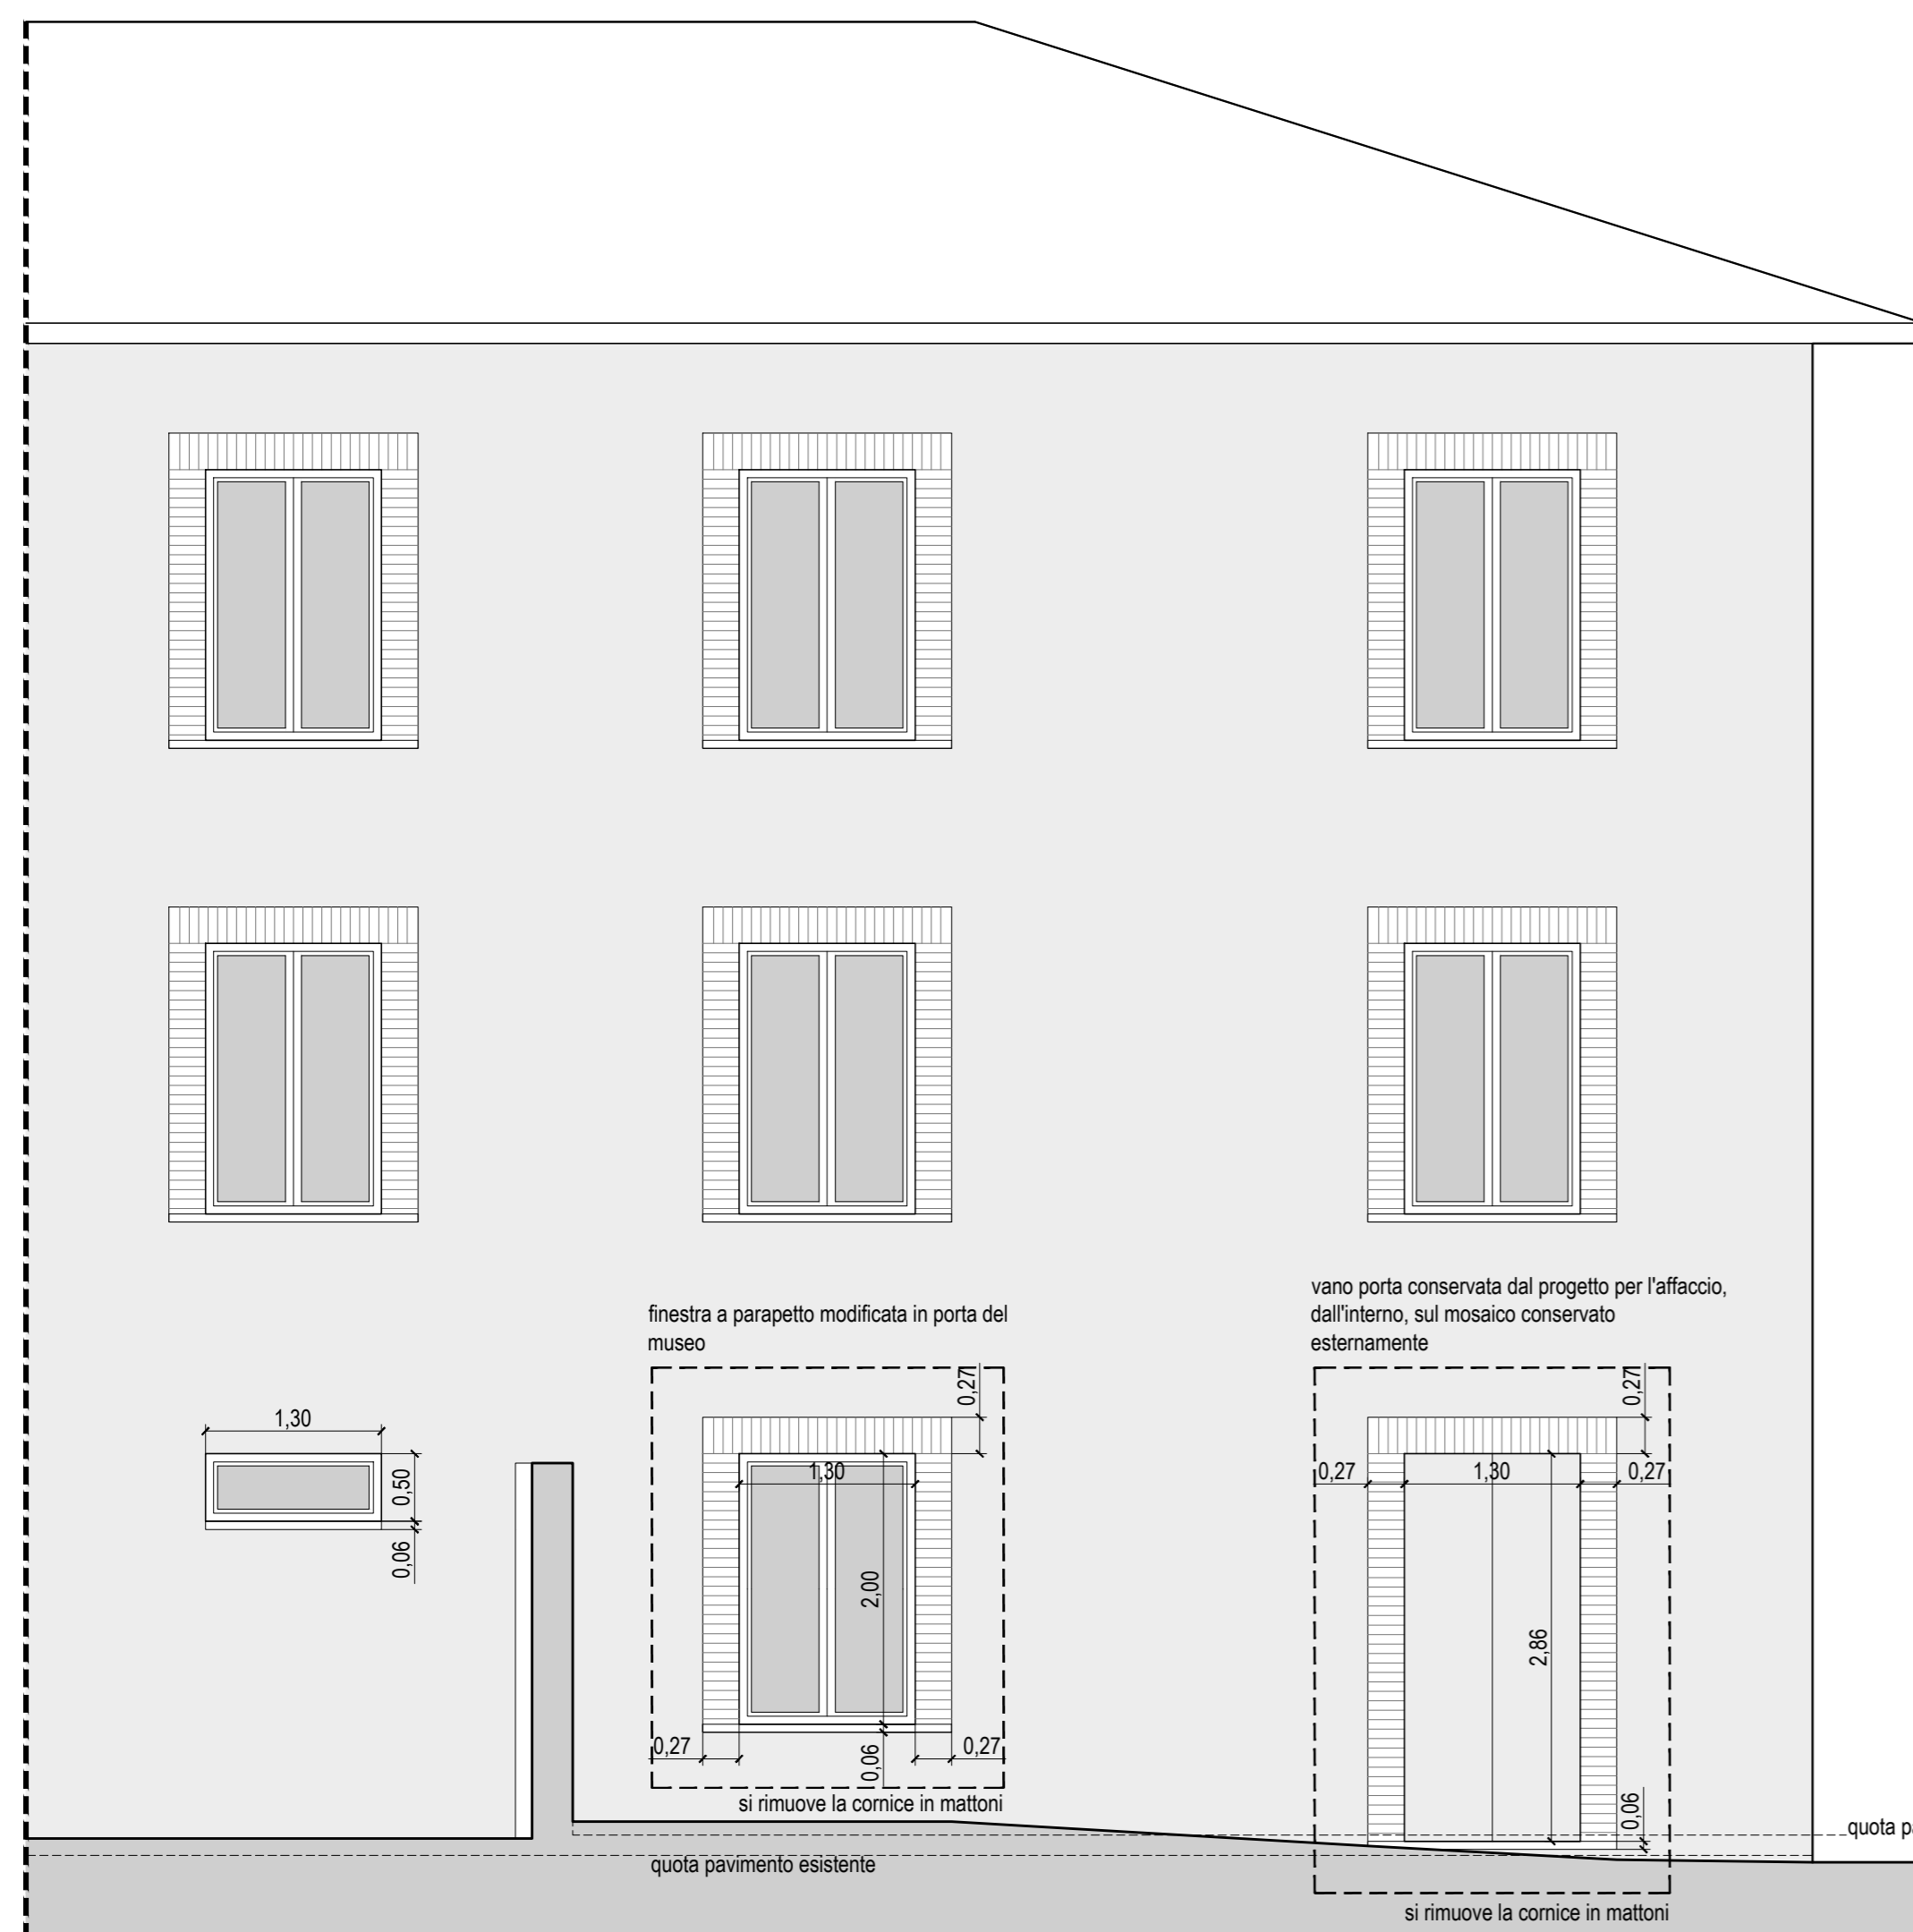 vano porta conservata dal progetto per l'affaccio,
dall'interno, sul mosaico conservato
esternamente
finestra a parapetto modificata in porta del
museo
0,27
0,27
1,30
0,50
0,06
1,30
2,00
0,27
0,06
0,27
0,27
1,30
0,27
2,86
0,06
si rimuove la cornice in mattoni
quota
quota pavimento esistente
si rimuove la cornice in mattoni